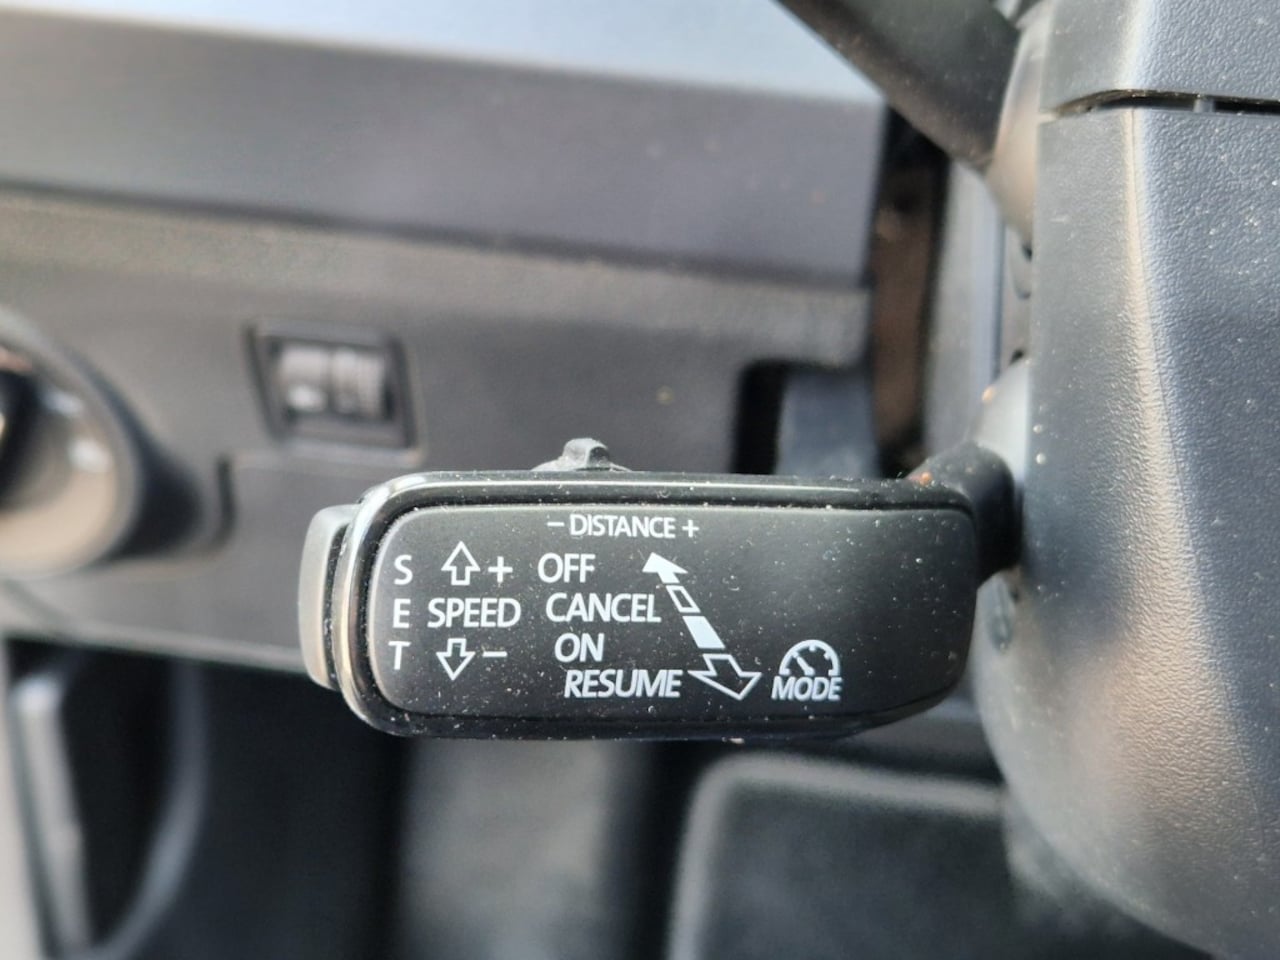 − DISTANCE +
S + OFF
E SPEED CANCEL
T − ON
RESUME
MODE